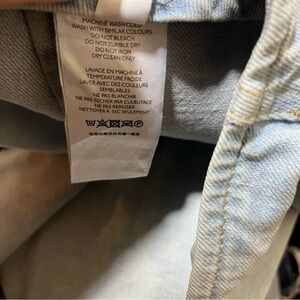 MACHINE WASH COLD
WASH WITH SIMILAR COLOURS
DO NOT BLEACH
DO NOT TUMBLE DRY
DO NOT IRON
DRY CLEAN ONLY
LAVAGE EN MACHINE À
TEMPÉRATURE FROIDE
LAVER AVEC DES COULEURS
SEMBLABLES
NE PAS BLANCHIR
NE PAS SÉCHER PAR CULBUTAGE
NE PAS REPASSER
NETTOYER À SEC SEULEMENT